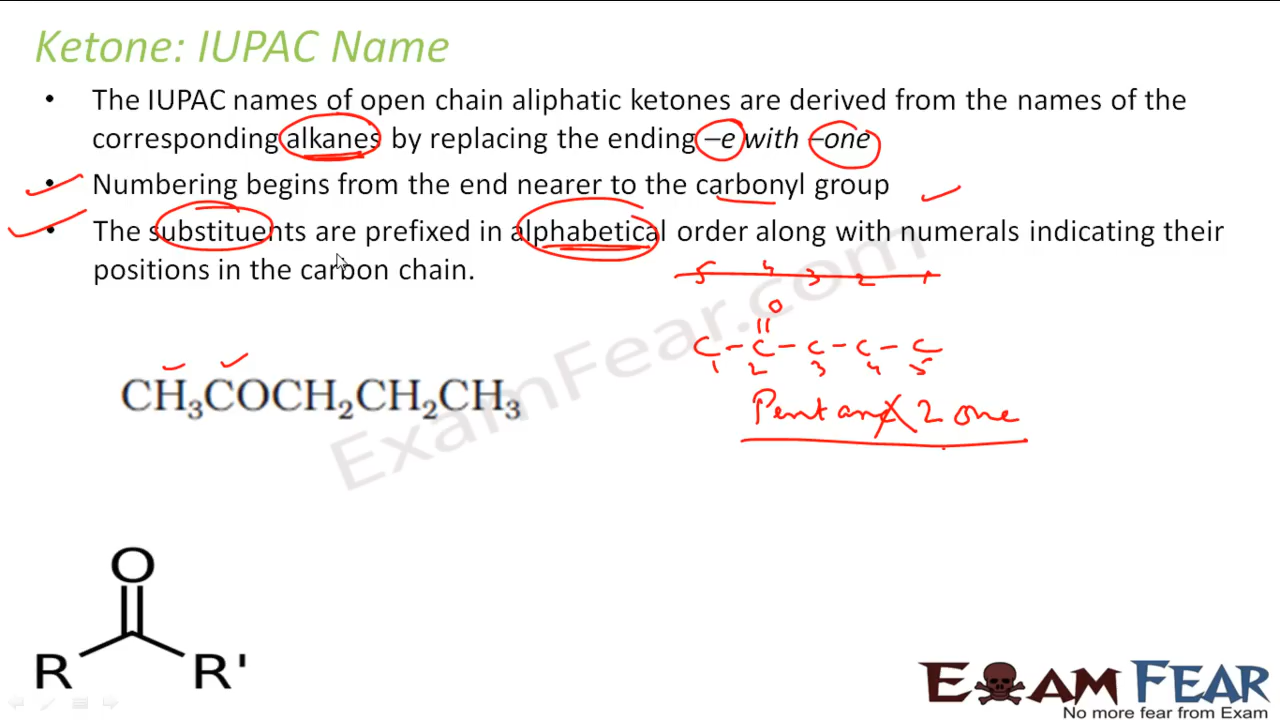 Ketone: IUPAC Name
• The IUPAC names of open chain aliphatic ketones are derived from the names of the
corresponding alkanes by replacing the ending –e with –one
• Numbering begins from the end nearer to the carbonyl group
• The substituents are prefixed in alphabetical order along with numerals indicating their
positions in the carbon chain.
5 4 3 2 1
O
||
C - C - C - C - C
1 2 3 4 5
CH₃COCH₂CH₂CH₃
Pentane 2 one
ExamFear.com
O
R R'
EXAM FEAR
No more fear from Exam